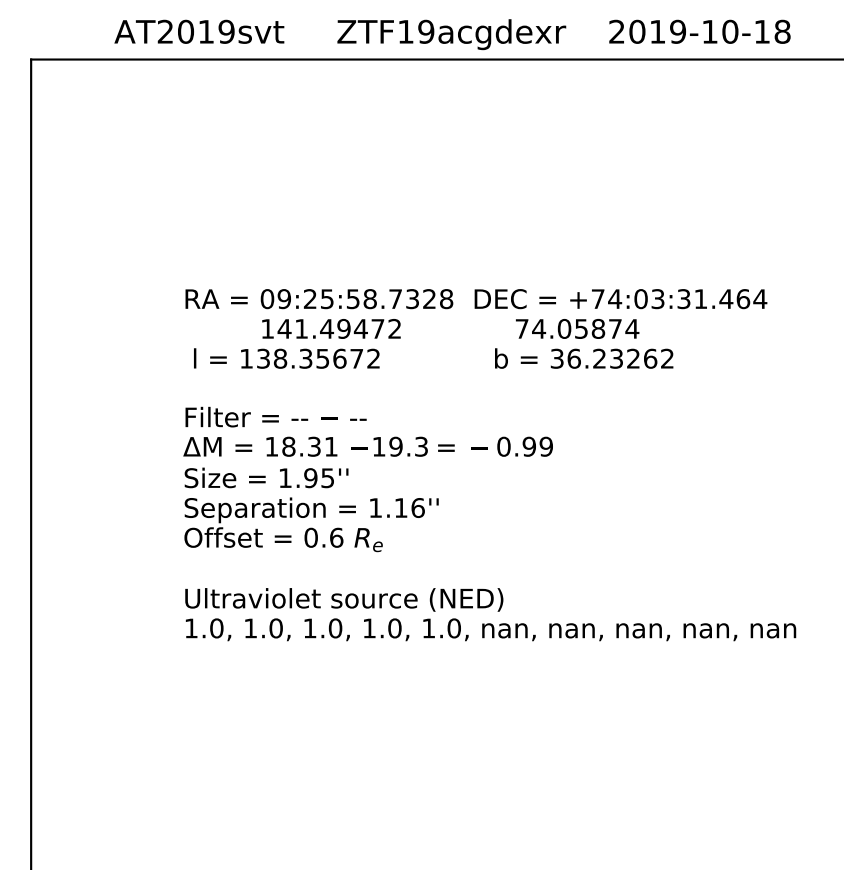 AT2019svt ZTF19acgdexr 2019-10-18
RA = 09:25:58.7328 DEC = +74:03:31.464
141.49472 74.05874
l = 138.35672 b = 36.23262
Filter = -- − --
ΔM = 18.31 −19.3 = −0.99
Size = 1.95''
Separation = 1.16''
Offset = 0.6 Re
Ultraviolet source (NED)
1.0, 1.0, 1.0, 1.0, 1.0, nan, nan, nan, nan, nan